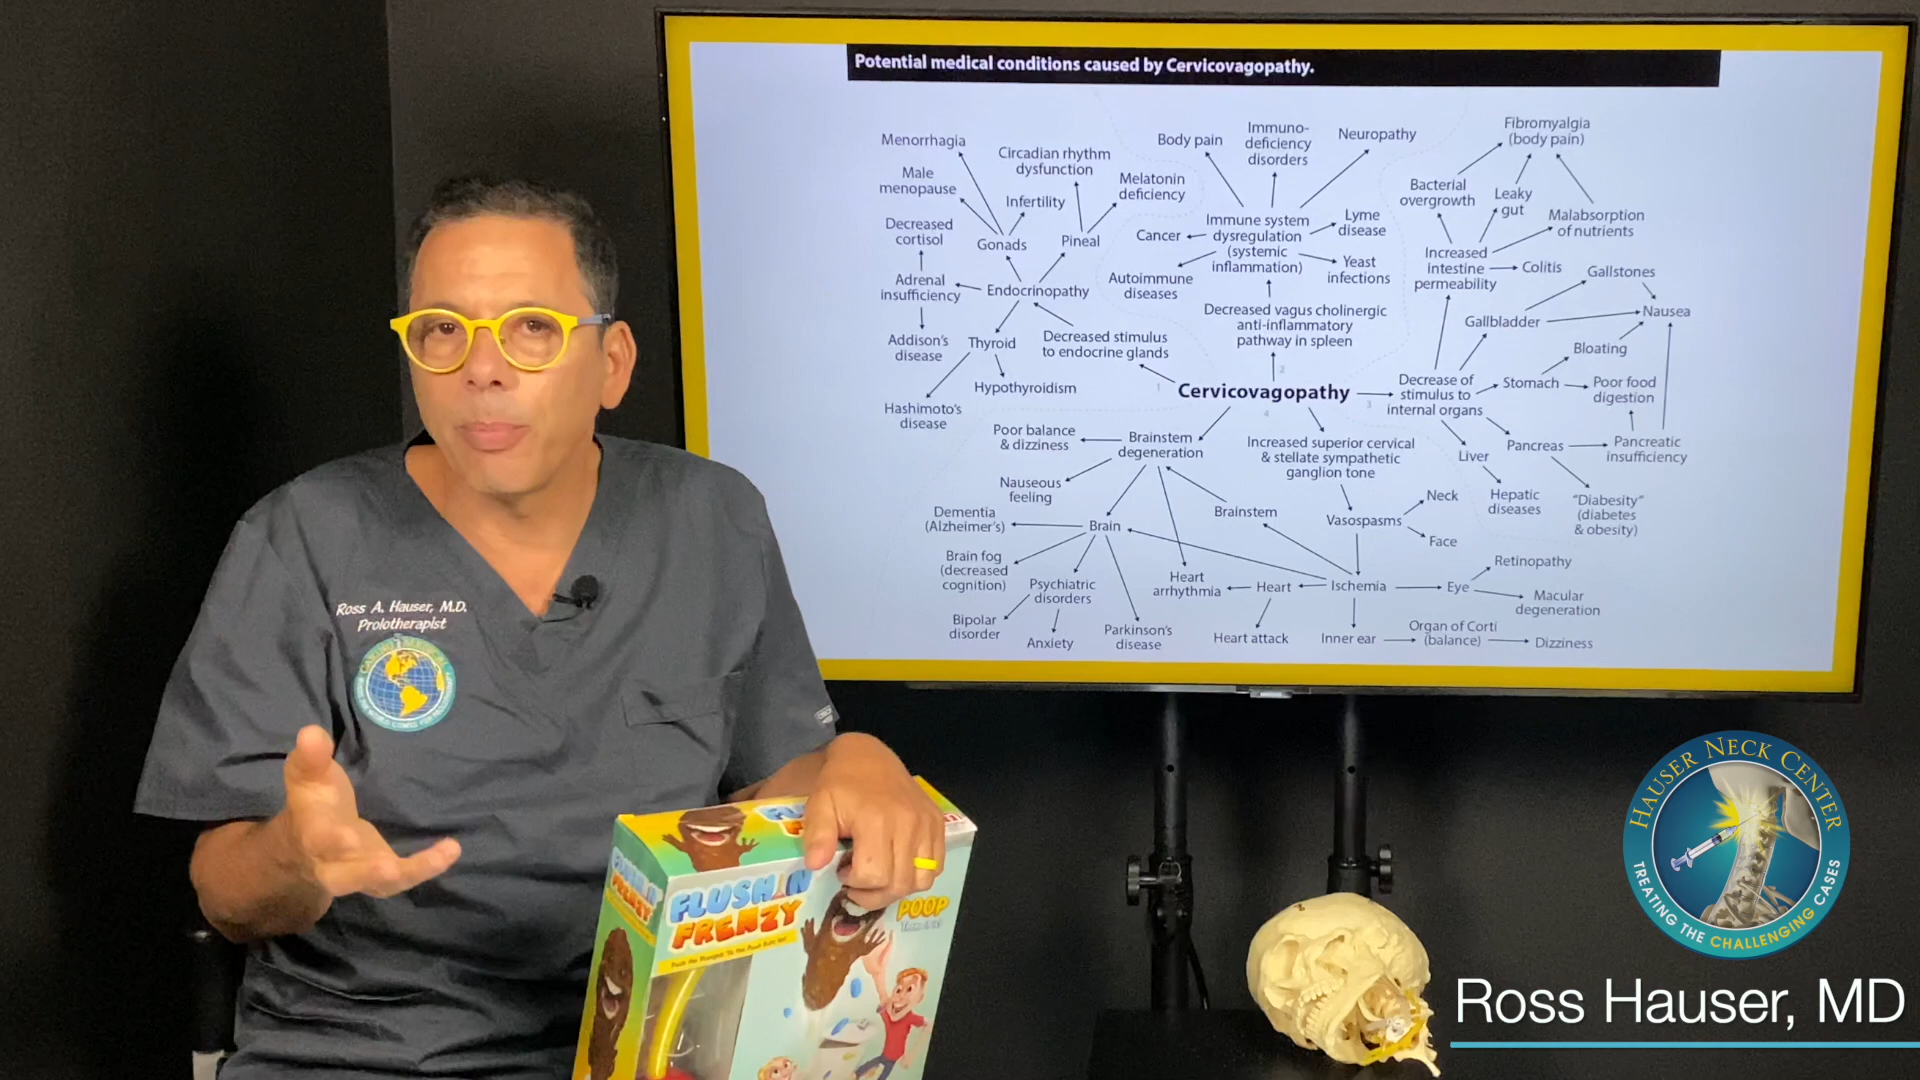 Potential medical conditions caused by Cervicovagopathy.
Menorrhagia
Male
menopause
Circadian rhythm
dysfunction
Melatonin
deficiency
Infertility
Decreased
cortisol
Gonads
Pineal
Adrenal
insufficiency
Endocrinopathy
Addison's
disease
Thyroid
Decreased stimulus
to endocrine glands
Hypothyroidism
Hashimoto's
disease
Body pain
Immuno-
deficiency
disorders
Neuropathy
Cancer
Immune system
dysregulation
(systemic
inflammation)
Lyme
disease
Autoimmune
diseases
Yeast
infections
Decreased vagus cholinergic
anti-inflammatory
pathway in spleen
Fibromyalgia
(body pain)
Bacterial
overgrowth
Leaky
gut
Malabsorption
of nutrients
Increased
intestine
permeability
Colitis
Gallstones
Gallbladder
Nausea
Bloating
1
2
3
4
Cervicovagopathy
Decrease of
stimulus to
internal organs
Stomach
Poor food
digestion
Liver
Pancreas
Pancreatic
insufficiency
Hepatic
diseases
"Diabesity"
(diabetes
& obesity)
Poor balance
& dizziness
Brainstem
degeneration
Increased superior cervical
& stellate sympathetic
ganglion tone
Nauseous
feeling
Dementia
(Alzheimer's)
Brain
Brainstem
Vasospasms
Neck
Face
Brain fog
(decreased
cognition)
Psychiatric
disorders
Heart
arrhythmia
Heart
Ischemia
Eye
Retinopathy
Macular
degeneration
Bipolar
disorder
Anxiety
Parkinson's
disease
Heart attack
Inner ear
Organ of Corti
(balance)
Dizziness
Ross A. Hauser, M.D.
Prolotherapist
FLUSHIN
FRENZY
POOP
HAUSER NECK CENTER
TREATING THE CHALLENGING CASES
Ross Hauser, MD